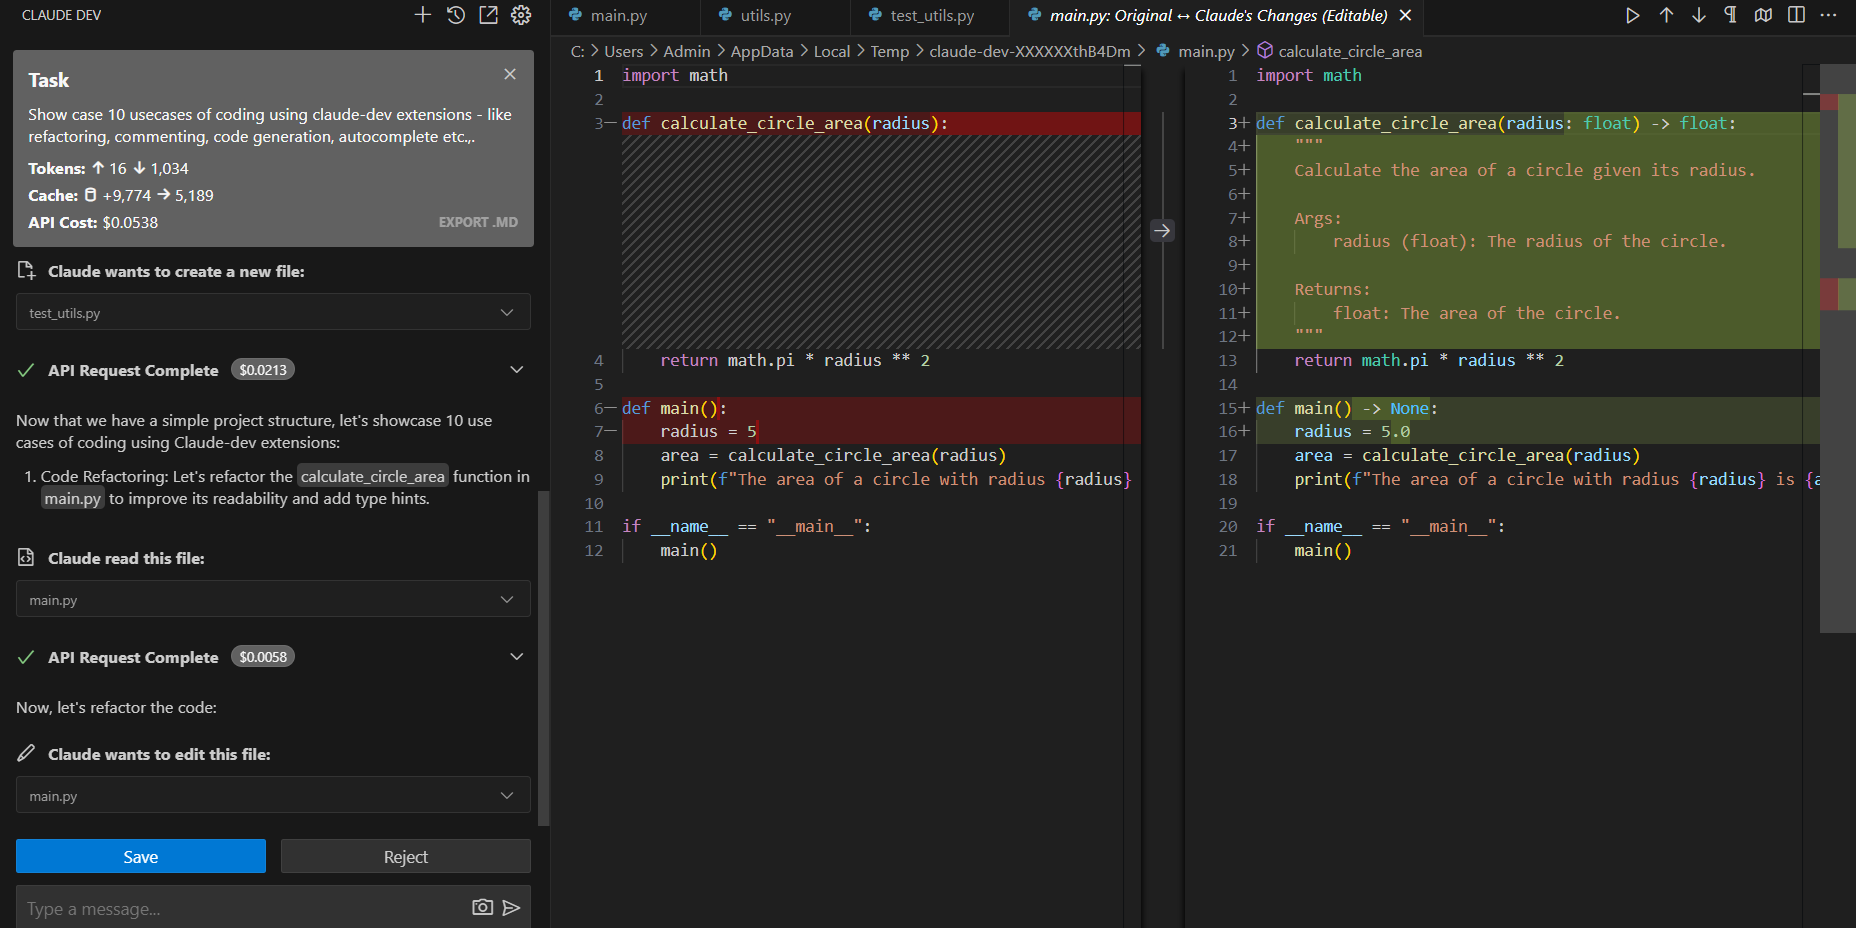 CLAUDE DEV
Task
Show case 10 usecases of coding using claude-dev extensions - like
refactoring, commenting, code generation, autocomplete etc.,.
Tokens: ↑ 16 ↓ 1,034
Cache: +9,774 → 5,189
API Cost: $0.0538
EXPORT .MD
Claude wants to create a new file:
test_utils.py
API Request Complete $0.0213
Now that we have a simple project structure, let's showcase 10 use
cases of coding using Claude-dev extensions:
1. Code Refactoring: Let's refactor the calculate_circle_area function in
main.py to improve its readability and add type hints.
Claude read this file:
main.py
API Request Complete $0.0058
Now, let's refactor the code:
Claude wants to edit this file:
main.py
Save
Reject
Type a message...
main.py
utils.py
test_utils.py
main.py: Original ↔ Claude's Changes (Editable)
C: > Users > Admin > AppData > Local > Temp > claude-dev-XXXXXXthB4Dm > main.py > calculate_circle_area
1 import math
2
3— def calculate_circle_area(radius):
4     return math.pi * radius ** 2
5
6— def main():
7—     radius = 5
8     area = calculate_circle_area(radius)
9     print(f"The area of a circle with radius {radius}
10
11 if __name__ == "__main__":
12     main()
1 import math
2
3+ def calculate_circle_area(radius: float) -> float:
4+     """
5+     Calculate the area of a circle given its radius.
6+
7+     Args:
8+         radius (float): The radius of the circle.
9+
10+     Returns:
11+         float: The area of the circle.
12+     """
13     return math.pi * radius ** 2
14
15+ def main() -> None:
16+     radius = 5.0
17     area = calculate_circle_area(radius)
18     print(f"The area of a circle with radius {radius} is {a
19
20 if __name__ == "__main__":
21     main()